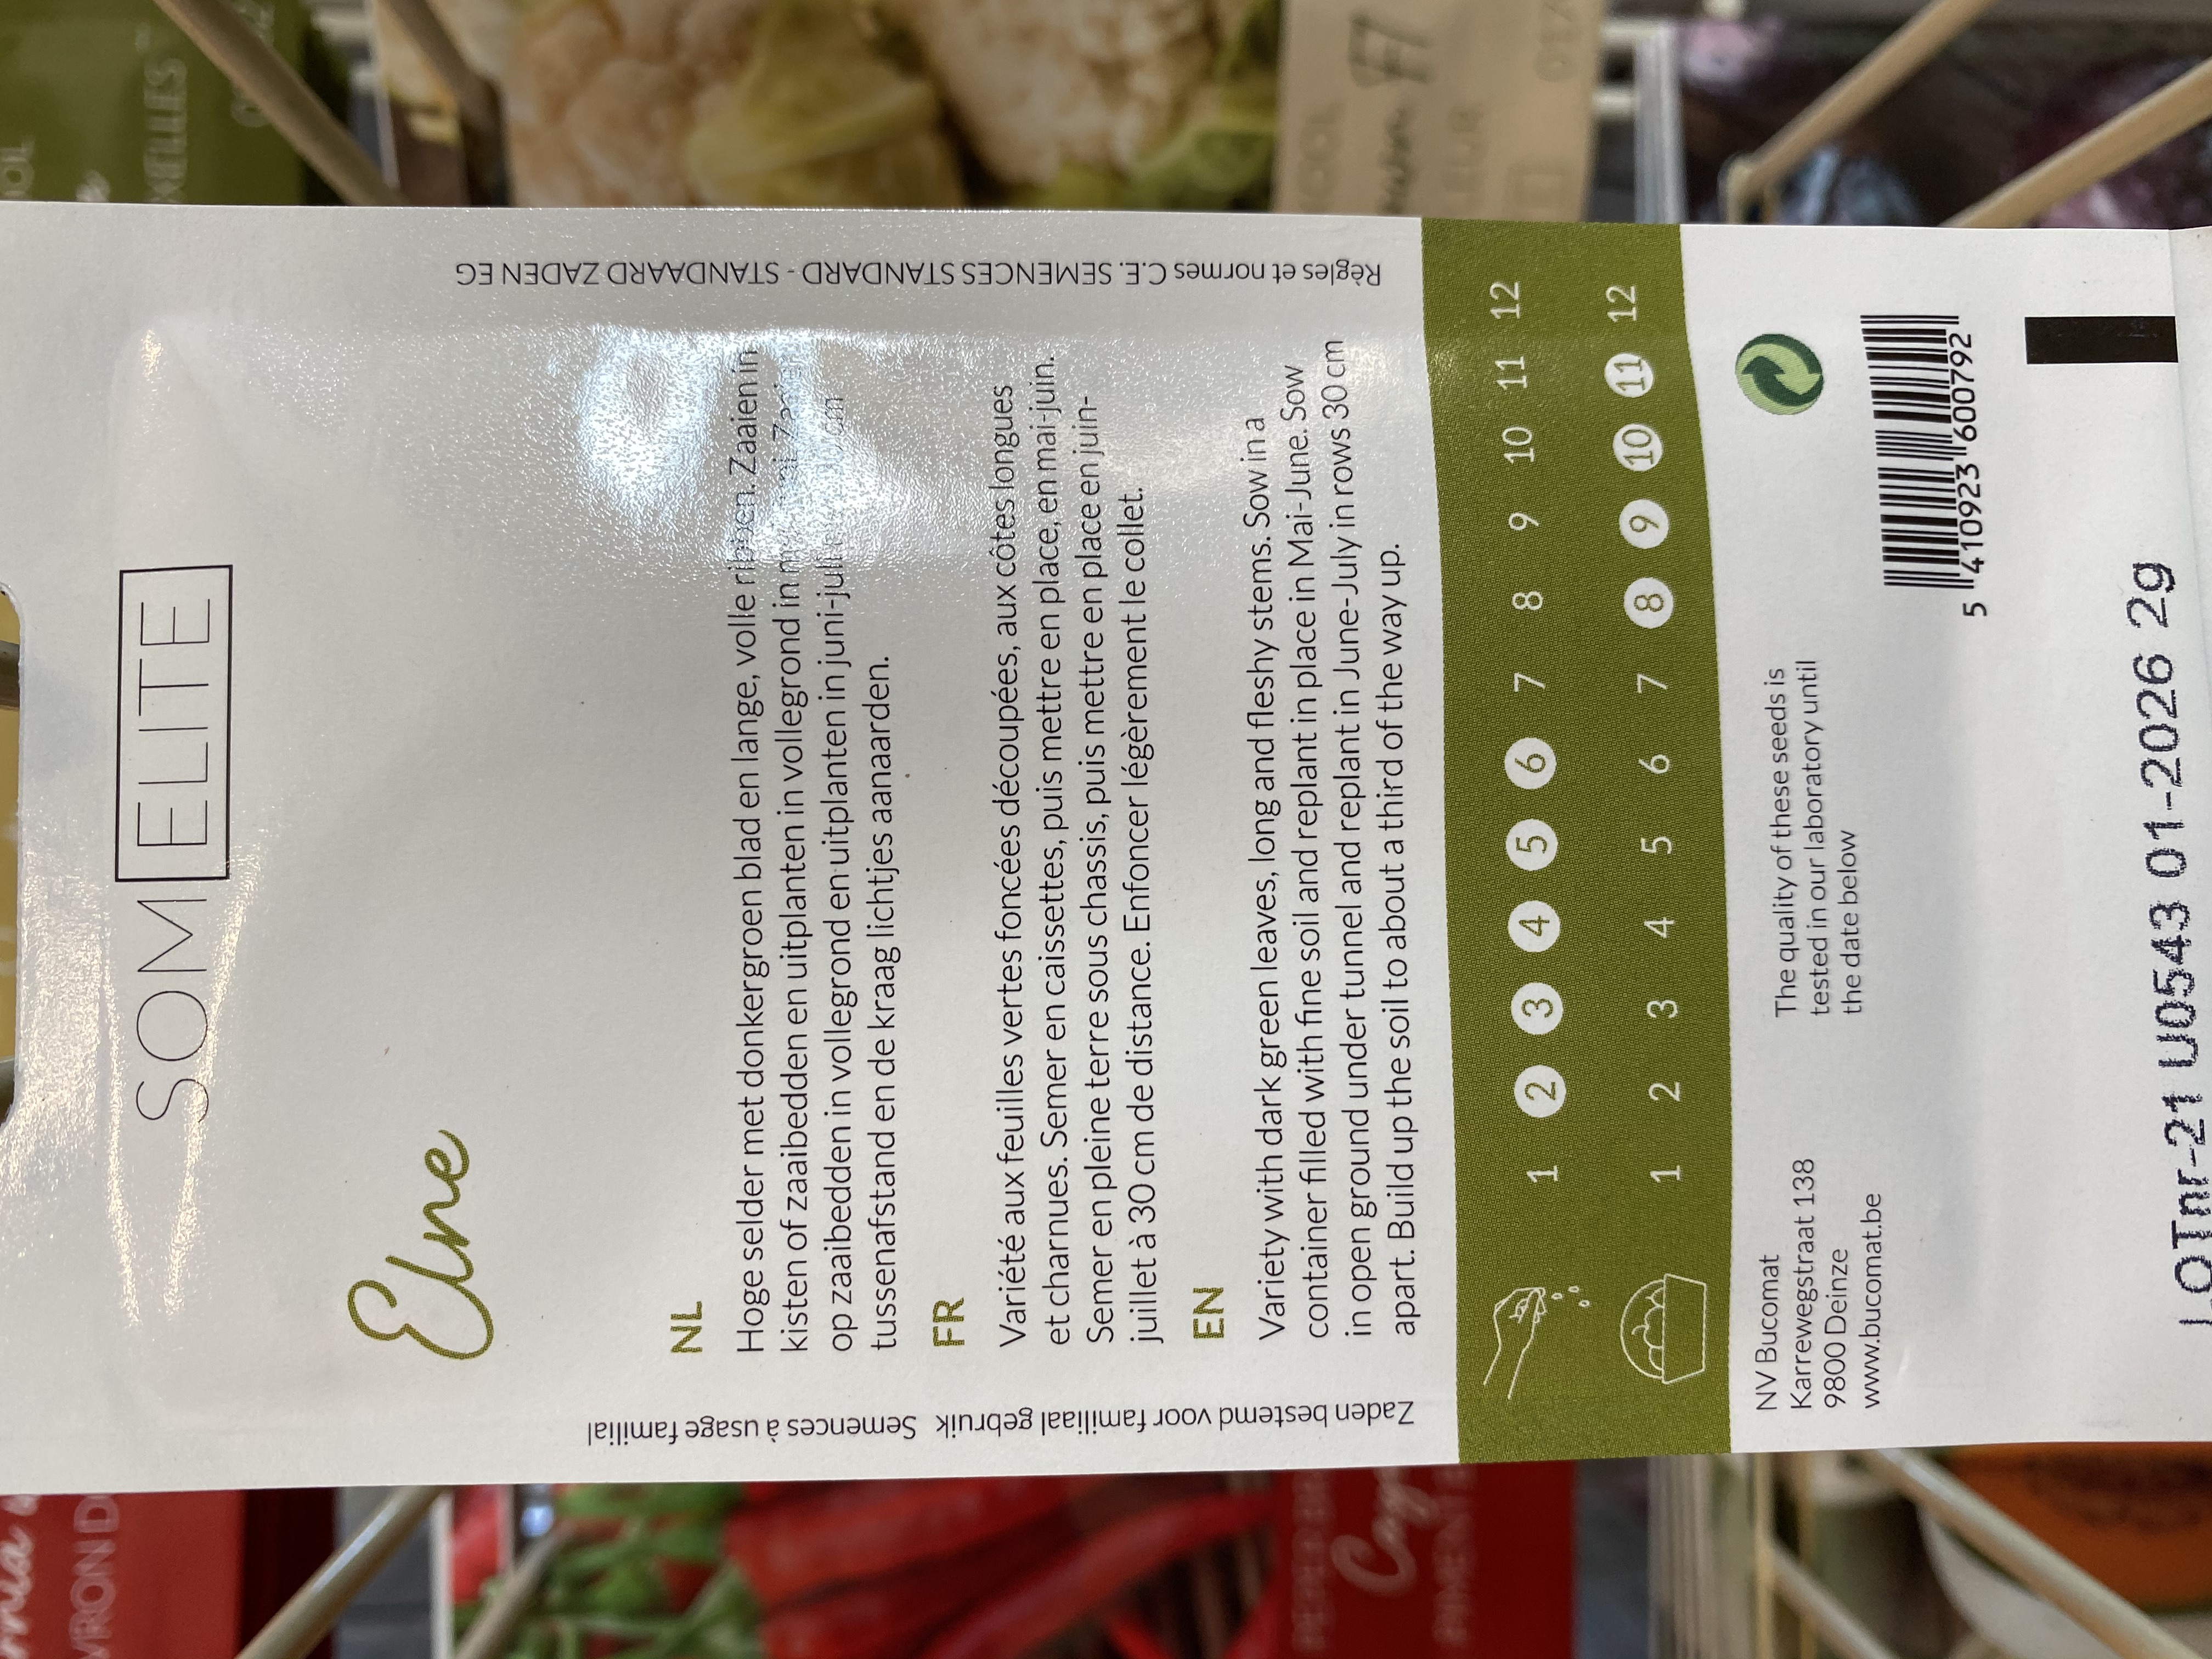 SOM ELITE
Elne
NL
Hoge selder met donkergroen blad en lange, volle ribben. Zaaien in
kisten of zaaibedden en uitplanten in vollegrond in
op zaaibedden in vollegrond en uitplanten in juni-juli
tussenafstand en de kraag lichtjes aanaarden.
FR
Variété aux feuilles vertes foncées découpées, aux côtes longues
et charnues. Semer en caissettes, puis mettre en place, en mai-juin.
Semer en pleine terre sous chassis, puis mettre en place en juin-
juillet à 30 cm de distance. Enfoncer légèrement le collet.
EN
Variety with dark green leaves, long and fleshy stems. Sow in a
container filled with fine soil and replant in place in Mai-June. Sow
in open ground under tunnel and replant in June-July in rows 30 cm
apart. Build up the soil to about a third of the way up.
Zaden bestemd voor familiaal gebruik Semences à usage familial
Règles et normes C.E. SEMENCES STANDARD - STANDAARD ZADEN EG
1 2 3 4 5 6 7 8 9 10 11 12
1 2 3 4 5 6 7 8 9 10 11 12
NV Bucomat
Karrewegstraat 138
9800 Deinze
www.bucomat.be
The quality of these seeds is
tested in our laboratory until
the date below
5 410923 600792
LOTnr-21 U0543 01-2026 2g